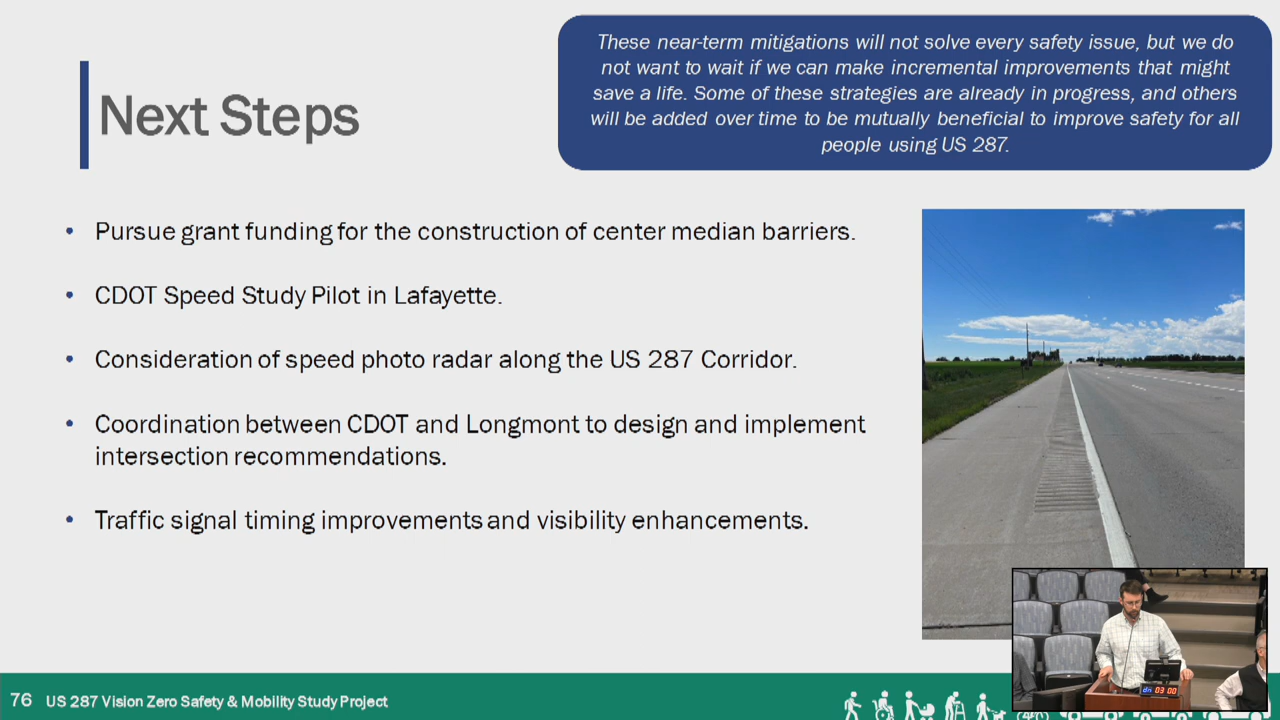 These near-term mitigations will not solve every safety issue, but we do
not want to wait if we can make incremental improvements that might
save a life. Some of these strategies are already in progress, and others
will be added over time to be mutually beneficial to improve safety for all
people using US 287.
Next Steps
• Pursue grant funding for the construction of center median barriers.
• CDOT Speed Study Pilot in Lafayette.
• Consideration of speed photo radar along the US 287 Corridor.
• Coordination between CDOT and Longmont to design and implement
intersection recommendations.
• Traffic signal timing improvements and visibility enhancements.
03 00
76 US 287 Vision Zero Safety & Mobility Study Project